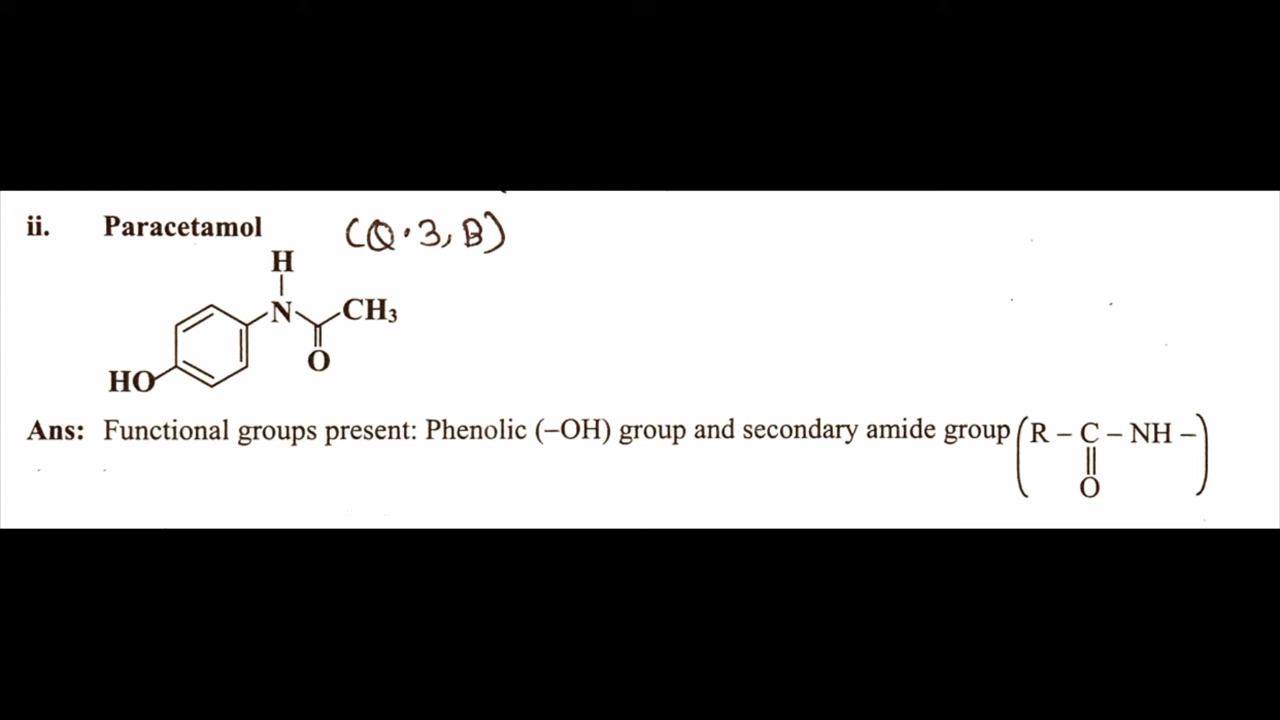 ii. Paracetamol (Q.3, B)
H
N CH₃
O
HO
Ans: Functional groups present: Phenolic (–OH) group and secondary amide group (R – C – NH –)
O